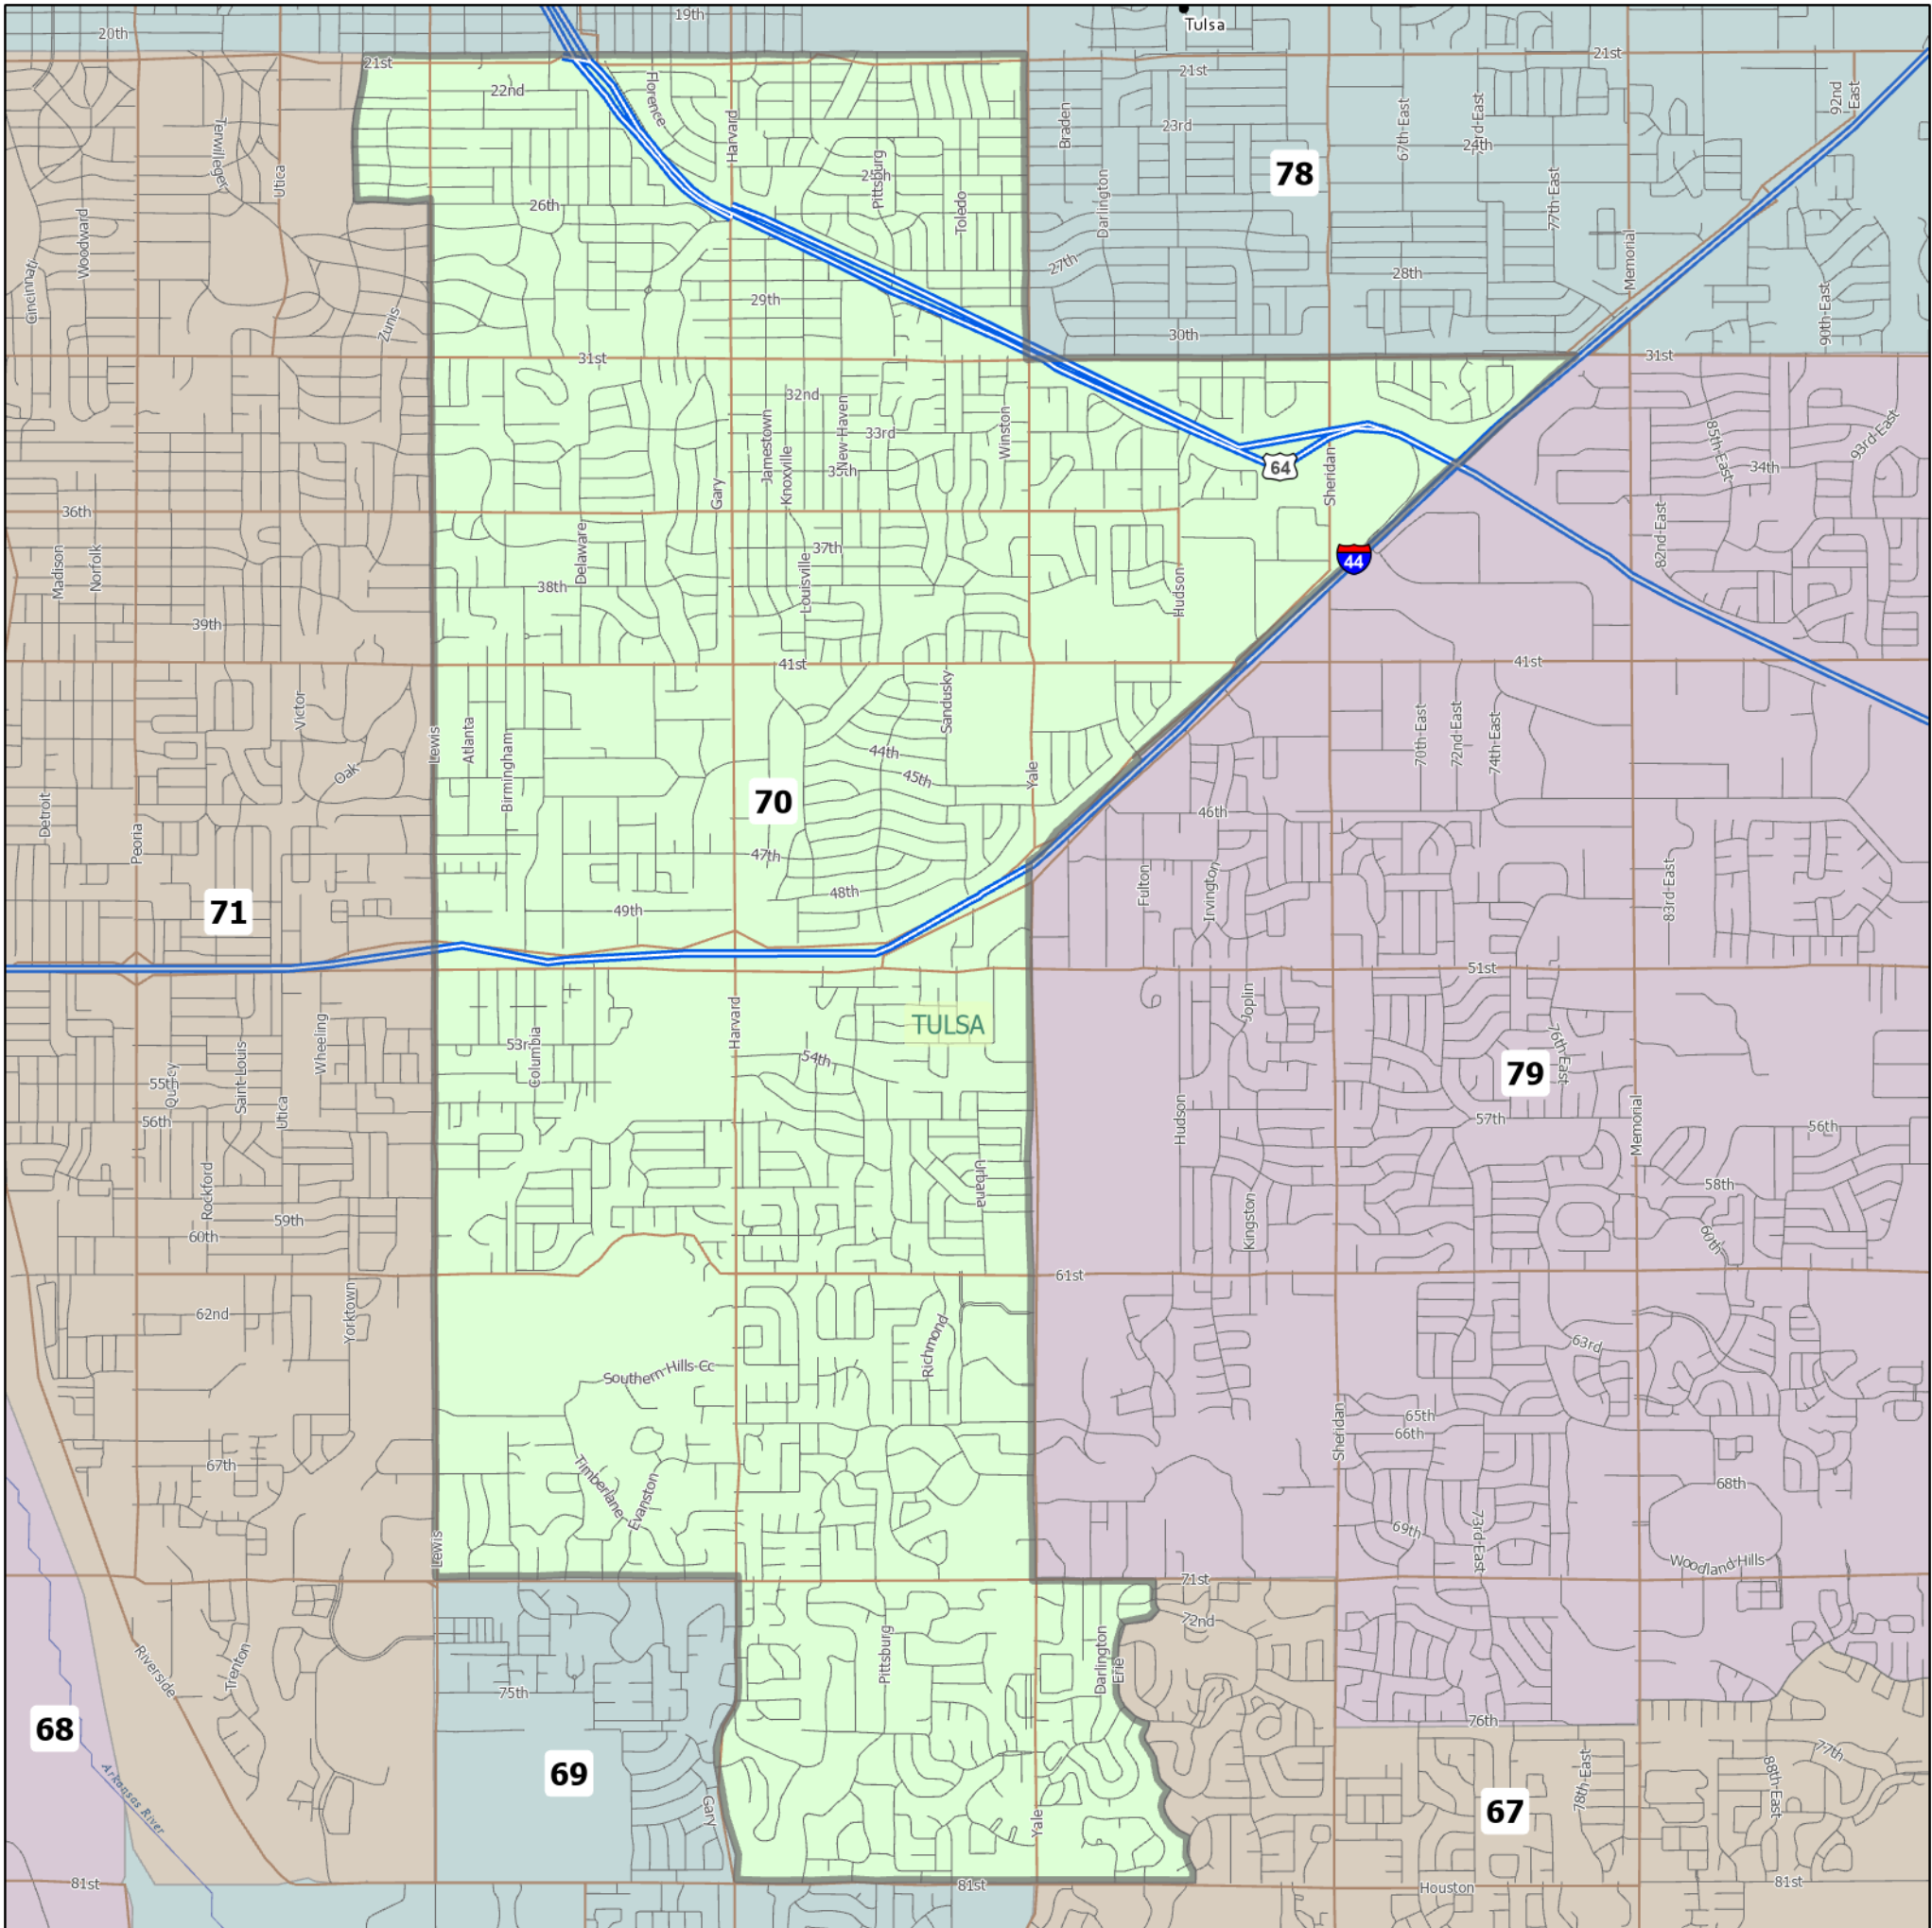 19th
Tulsa
20th
21st
21st
21st
22nd
Florence
Harvard
Braden
23rd
67th-East
73rd-East
24th
92nd
East
Terwilleger
Utica
25th
Pittsburg
78
77th-East
Darlington
Toledo
26th
Woodward
Cincinnati
27th
28th
Memorial
29th
90th-East
Zunis
30th
31st
31st
32nd
Jamestown
New-Haven
33rd
Winston
Knoxville
35th
Gary
64
Sheridan
85th-East
34th
93rd-East
36th
Madison
Norfolk
Delaware
37th
Louisville
38th
Hudson
44
82nd-East
39th
41st
41st
Victor
Lewis
Atlanta
Birmingham
Sandusky
44th
45th
Yale
70th-East
72nd-East
74th-East
Oak
Detroit
Peoria
70
46th
47th
48th
Fulton
Irvington
83rd-East
71
49th
51st
Harvard
TULSA
Joplin
Wheeling
53rd
Columbia
54th
76th-East
79
55th
Quincy
Saint-Louis
Utica
56th
Hudson
57th
Memorial
56th
Rockford
Urbana
58th
59th
60th
Kingston
60th
61st
62nd
Yorktown
Richmond
63rd
Southern-Hills-Cc
65th
66th
Sheridan
67th
Timberlane
Evanston
68th
69th
73rd-East
Lewis
Woodland-Hills
71st
72nd
Riverside
Trenton
Pittsburg
Darlington
Erie
75th
76th
68
69
77th
78th-East
88th-East
Arkansas River
Gary
Yale
67
81st
81st
Houston
81st